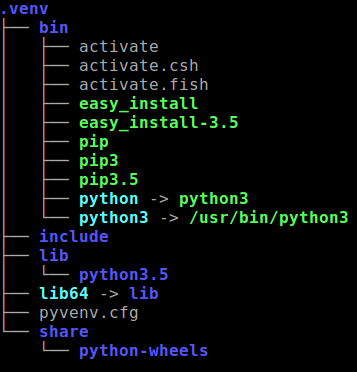 .venv
├── bin
│   ├── activate
│   ├── activate.csh
│   ├── activate.fish
│   ├── easy_install
│   ├── easy_install-3.5
│   ├── pip
│   ├── pip3
│   ├── pip3.5
│   ├── python -> python3
│   └── python3 -> /usr/bin/python3
├── include
├── lib
│   └── python3.5
├── lib64 -> lib
├── pyvenv.cfg
└── share
    └── python-wheels